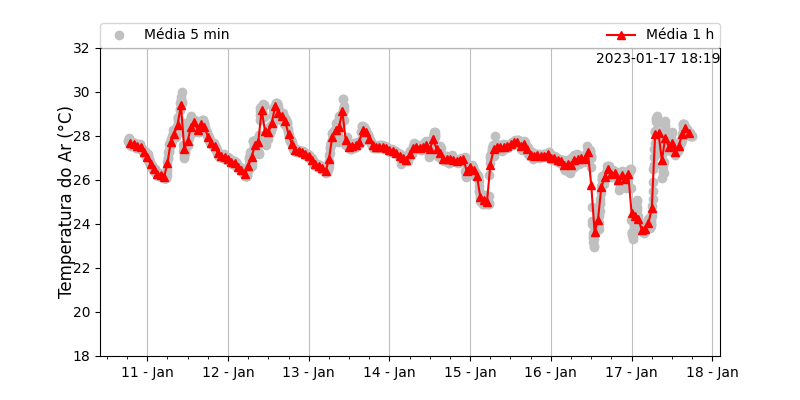 Média 5 min
Média 1 h
2023-01-17 18:19
Temperatura do Ar (°C)
32
30
28
26
24
22
20
18
11 - Jan
12 - Jan
13 - Jan
14 - Jan
15 - Jan
16 - Jan
17 - Jan
18 - Jan